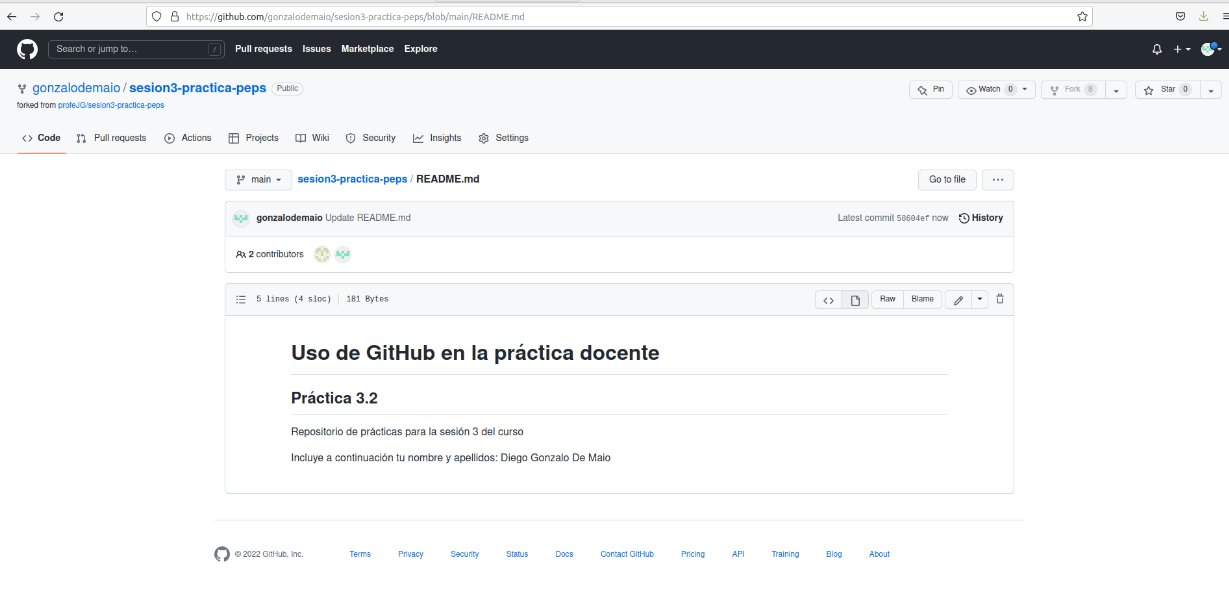 https://github.com/gonzalodemaio/sesion3-practica-peps/blob/main/README.md
Search or jump to... / Pull requests Issues Marketplace Explore
gonzalodemaio / sesion3-practica-peps Public Pin Watch 0 Fork 8 Star 0
forked from profeJG/sesion3-practica-peps
Code Pull requests Actions Projects Wiki Security Insights Settings
main sesion3-practica-peps / README.md Go to file ...
gonzalodemaio Update README.md Latest commit 58604ef now History
2 contributors
5 lines (4 sloc) 181 Bytes <> Raw Blame
Uso de GitHub en la práctica docente
Práctica 3.2
Repositorio de prácticas para la sesión 3 del curso
Incluye a continuación tu nombre y apellidos: Diego Gonzalo De Maio
© 2022 GitHub, Inc. Terms Privacy Security Status Docs Contact GitHub Pricing API Training Blog About